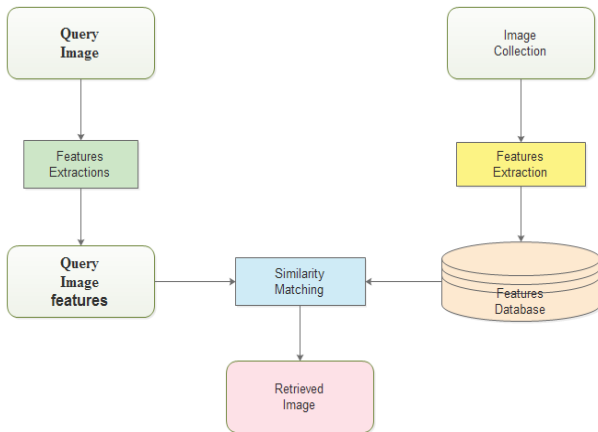 Query
Image
Image
Collection
Features
Extractions
Features
Extraction
Query
Image
features
Similarity
Matching
Features
Database
Retrieved
Image